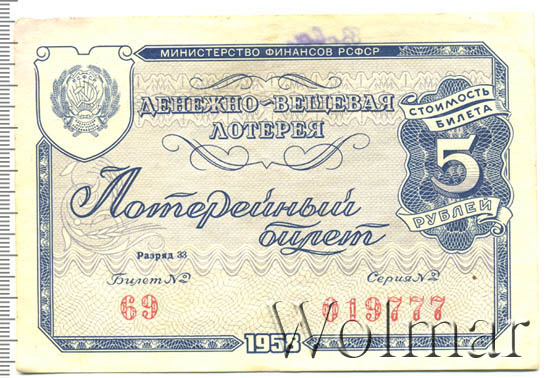 МИНИСТЕРСТВО ФИНАНСОВ РСФСР
ДЕНЕЖНО-ВЕЩЕВАЯ
ЛОТЕРЕЯ
СТОИМОСТЬ
БИЛЕТА
5
РУБЛЕЙ
Лотерейный
билет
Разряд 33
Билет №
Серия №
69
019777
1958
Wolmar